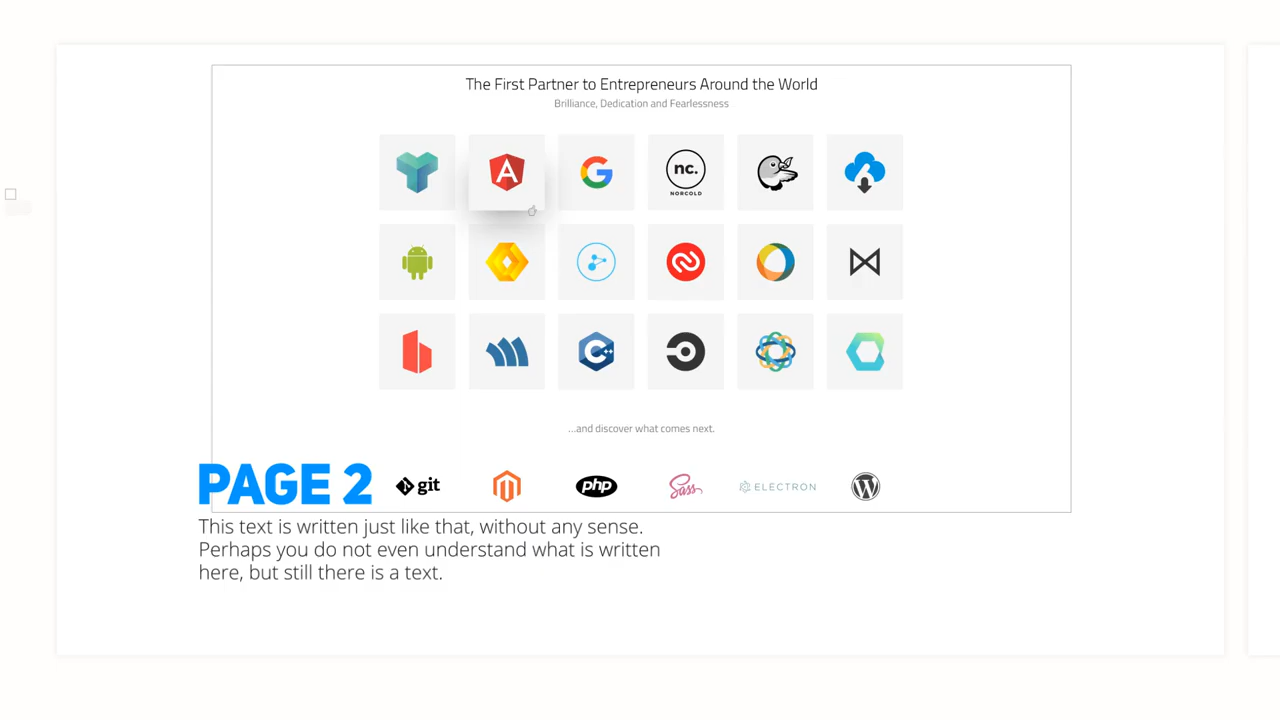 The First Partner to Entrepreneurs Around the World
Brilliance, Dedication and Fearlessness
nc.
NORCOLD
C++
...and discover what comes next.
PAGE 2
git
php
Sass
ELECTRON
This text is written just like that, without any sense.
Perhaps you do not even understand what is written
here, but still there is a text.